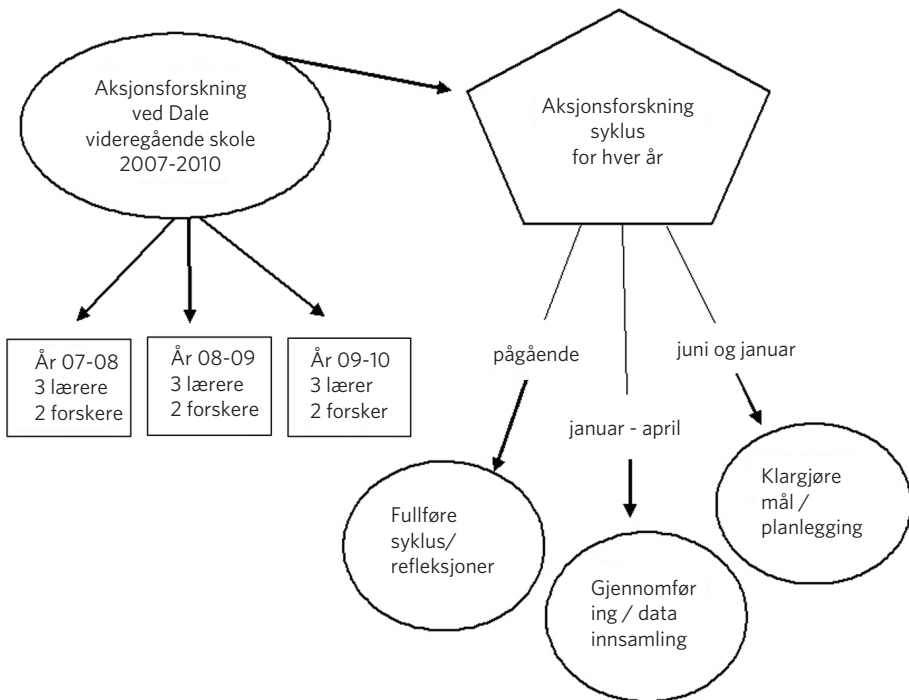 Aksjonsforskning
ved Dale
videregående skole
2007-2010
Aksjonsforskning
syklus
for hver år
År 07-08
3 lærere
2 forskere
År 08-09
3 lærere
2 forskere
År 09-10
3 lærer
2 forsker
pågående
januar - april
juni og januar
Fullføre
syklus/
refleksjoner
Gjennomfør
ing / data
innsamling
Klargjøre
mål /
planlegging